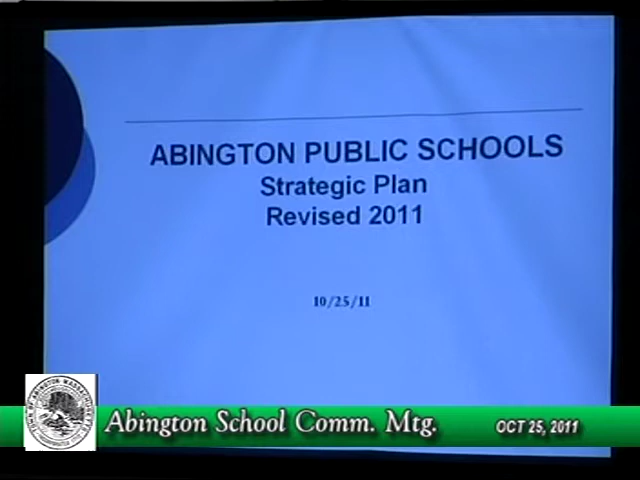 ABINGTON PUBLIC SCHOOLS
Strategic Plan
Revised 2011
10/25/11
Abington School Comm. Mtg.
OCT 25, 2011